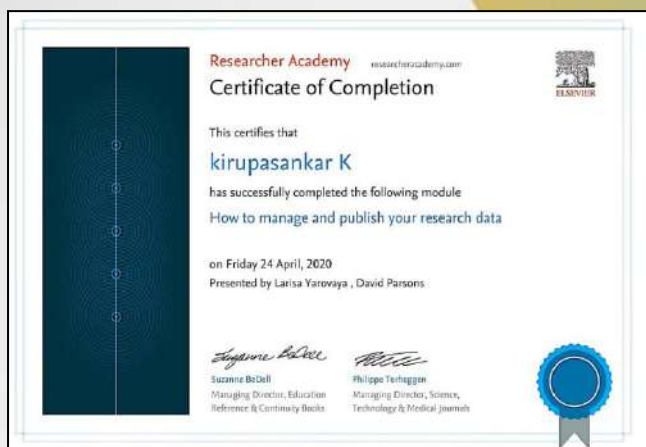 Researcher Academy researcheracademy.com
Certificate of Completion
ELSEVIER
This certifies that
kirupasankar K
has successfully completed the following module
How to manage and publish your research data
on Friday 24 April, 2020
Presented by Larisa Yarovaya , David Parsons
Suzanne BeDell
Philippe Terheggen
Managing Director, Education
Reference & Continuity Books
Managing Director, Science,
Technology & Medical Journals